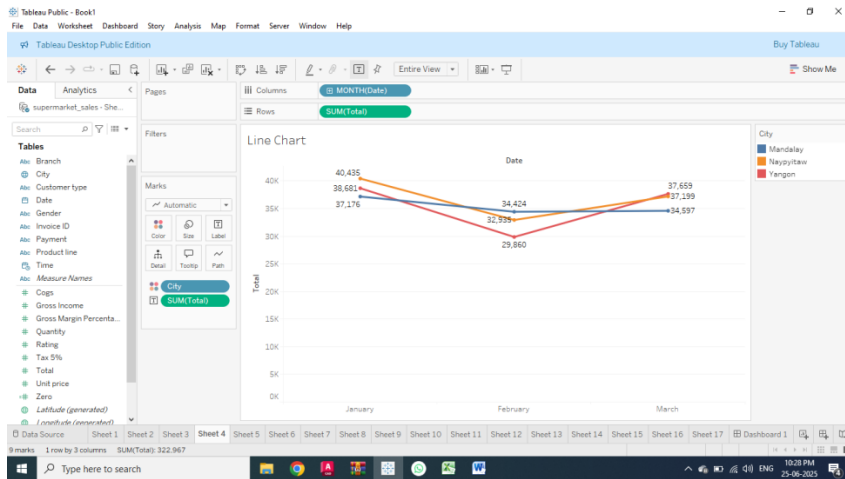 Tableau Public - Book1
File Data Worksheet Dashboard Story Analysis Map Format Server Window Help
Tableau Desktop Public Edition
Buy Tableau
Entire View
Show Me
Data Analytics
supermarket_sales - She...
Search
Tables
Abc Branch
City
Abc Customer type
Date
Abc Gender
Abc Invoice ID
Abc Payment
Abc Product line
Time
Abc Measure Names
# Cogs
# Gross Income
# Gross Margin Percenta...
# Quantity
# Rating
# Tax 5%
# Total
# Unit price
=# Zero
Latitude (generated)
Longitude (generated)
Pages
Filters
Marks
Automatic
Color Size Label
Detail Tooltip Path
City
SUM(Total)
Columns
MONTH(Date)
Rows
SUM(Total)
Line Chart
Date
Total
40K
35K
30K
25K
20K
15K
10K
5K
0K
40,435
38,681
37,176
34,424
32,935
29,860
37,659
37,199
34,597
January February March
City
Mandalay
Naypyitaw
Yangon
Data Source Sheet 1 Sheet 2 Sheet 3 Sheet 4 Sheet 5 Sheet 6 Sheet 7 Sheet 8 Sheet 9 Sheet 10 Sheet 11 Sheet 12 Sheet 13 Sheet 14 Sheet 15 Sheet 16 Sheet 17 Dashboard 1
9 marks 1 row by 3 columns SUM(Total): 322,967
Type here to search
ENG
10:28 PM
25-06-2025